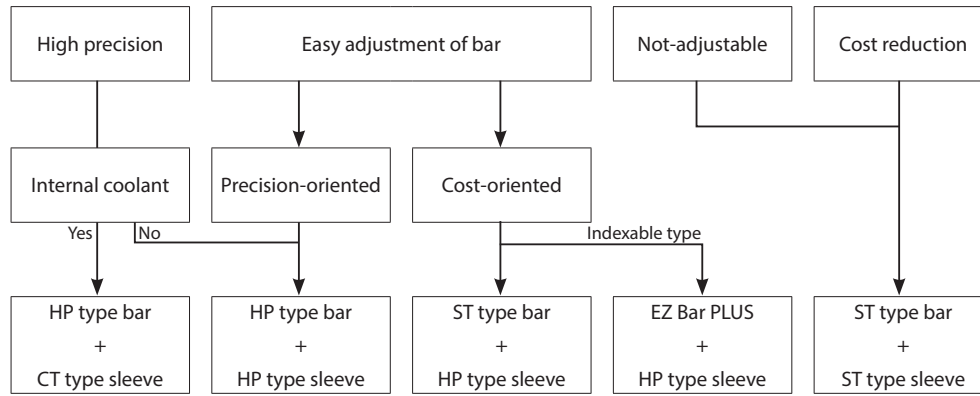 High precision
Easy adjustment of bar
Not-adjustable
Cost reduction
Internal coolant
Precision-oriented
Cost-oriented
Yes
No
Indexable type
HP type bar
+
CT type sleeve
HP type bar
+
HP type sleeve
ST type bar
+
HP type sleeve
EZ Bar PLUS
+
HP type sleeve
ST type bar
+
ST type sleeve